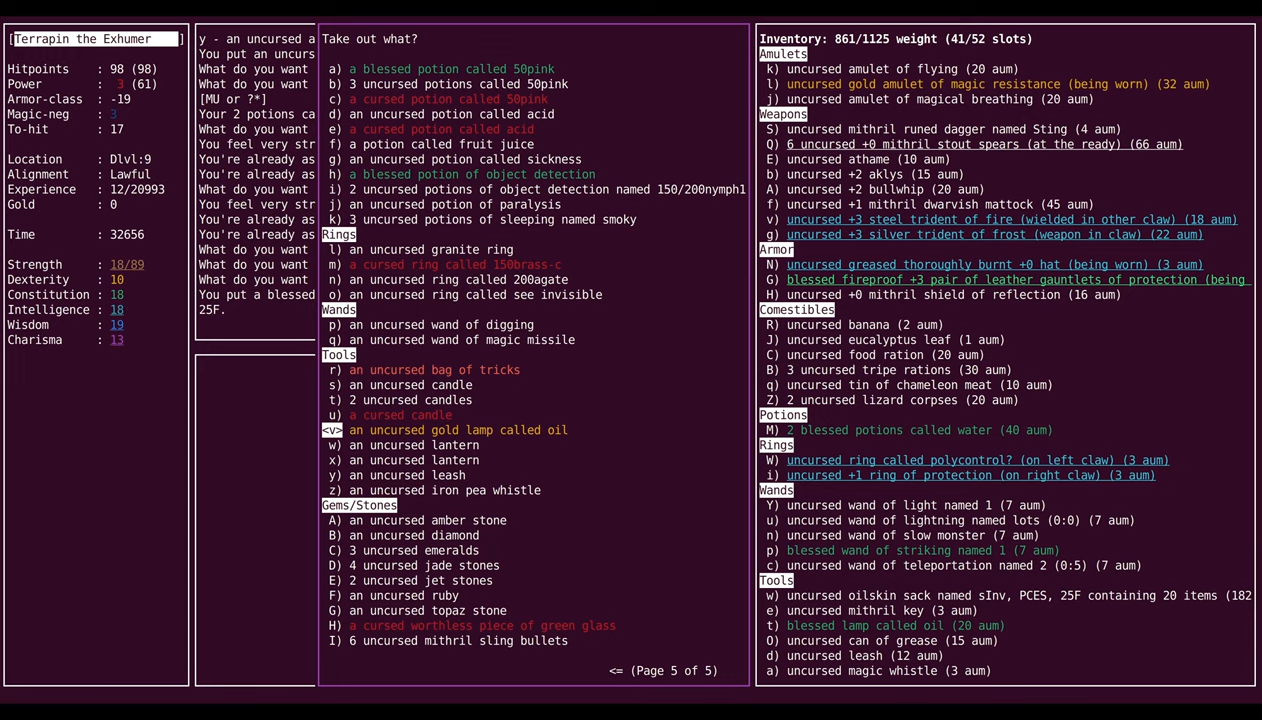 [Terrapin the Exhumer ]
Hitpoints : 98 (98)
Power : 3 (61)
Armor-class : -19
Magic-neg : 3
To-hit : 17
Location : Dlvl:9
Alignment : Lawful
Experience : 12/20993
Gold : 0
Time : 32656
Strength : 18/89
Dexterity : 10
Constitution : 18
Intelligence : 18
Wisdom : 19
Charisma : 13
y - an uncursed a
You put an uncurs
What do you want
What do you want
[MU or ?*]
Your 2 potions ca
What do you want
You feel very str
You're already as
You're already as
What do you want
You feel very str
You're already as
You're already as
What do you want
What do you want
What do you want
You put a blessed
25F.
Take out what?
a) a blessed potion called 50pink
b) 3 uncursed potions called 50pink
c) a cursed potion called 50pink
d) an uncursed potion called acid
e) a cursed potion called acid
f) a potion called fruit juice
g) an uncursed potion called sickness
h) a blessed potion of object detection
i) 2 uncursed potions of object detection named 150/200nymph1
j) an uncursed potion of paralysis
k) 3 uncursed potions of sleeping named smoky
Rings
l) an uncursed granite ring
m) a cursed ring called 150brass-c
n) an uncursed ring called 200agate
o) an uncursed ring called see invisible
Wands
p) an uncursed wand of digging
q) an uncursed wand of magic missile
Tools
r) an uncursed bag of tricks
s) an uncursed candle
t) 2 uncursed candles
u) a cursed candle
<v> an uncursed gold lamp called oil
w) an uncursed lantern
x) an uncursed lantern
y) an uncursed leash
z) an uncursed iron pea whistle
Gems/Stones
A) an uncursed amber stone
B) an uncursed diamond
C) 3 uncursed emeralds
D) 4 uncursed jade stones
E) 2 uncursed jet stones
F) an uncursed ruby
G) an uncursed topaz stone
H) a cursed worthless piece of green glass
I) 6 uncursed mithril sling bullets
<= (Page 5 of 5)
Inventory: 861/1125 weight (41/52 slots)
Amulets
k) uncursed amulet of flying (20 aum)
l) uncursed gold amulet of magic resistance (being worn) (32 aum)
j) uncursed amulet of magical breathing (20 aum)
Weapons
S) uncursed mithril runed dagger named Sting (4 aum)
Q) 6 uncursed +0 mithril stout spears (at the ready) (66 aum)
E) uncursed athame (10 aum)
b) uncursed +2 aklys (15 aum)
A) uncursed +2 bullwhip (20 aum)
f) uncursed +1 mithril dwarvish mattock (45 aum)
v) uncursed +3 steel trident of fire (wielded in other claw) (18 aum)
g) uncursed +3 silver trident of frost (weapon in claw) (22 aum)
Armor
N) uncursed greased thoroughly burnt +0 hat (being worn) (3 aum)
G) blessed fireproof +3 pair of leather gauntlets of protection (being
H) uncursed +0 mithril shield of reflection (16 aum)
Comestibles
R) uncursed banana (2 aum)
J) uncursed eucalyptus leaf (1 aum)
C) uncursed food ration (20 aum)
B) 3 uncursed tripe rations (30 aum)
q) uncursed tin of chameleon meat (10 aum)
Z) 2 uncursed lizard corpses (20 aum)
Potions
M) 2 blessed potions called water (40 aum)
Rings
W) uncursed ring called polycontrol? (on left claw) (3 aum)
i) uncursed +1 ring of protection (on right claw) (3 aum)
Wands
Y) uncursed wand of light named 1 (7 aum)
u) uncursed wand of lightning named lots (0:0) (7 aum)
n) uncursed wand of slow monster (7 aum)
p) blessed wand of striking named 1 (7 aum)
c) uncursed wand of teleportation named 2 (0:5) (7 aum)
Tools
w) uncursed oilskin sack named sInv, PCES, 25F containing 20 items (182
e) uncursed mithril key (3 aum)
t) blessed lamp called oil (20 aum)
O) uncursed can of grease (15 aum)
d) uncursed leash (12 aum)
a) uncursed magic whistle (3 aum)